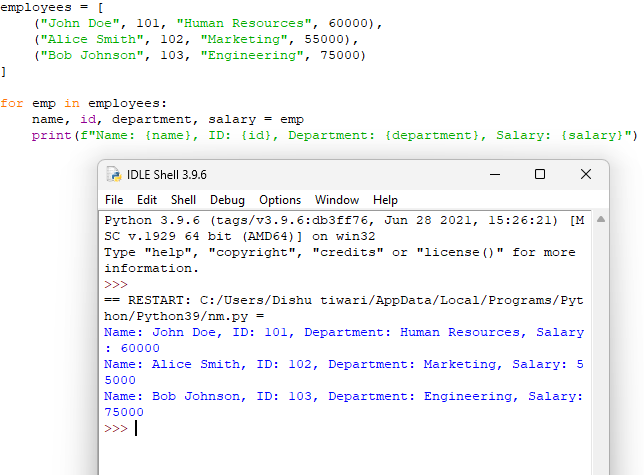 employees = [
    ("John Doe", 101, "Human Resources", 60000),
    ("Alice Smith", 102, "Marketing", 55000),
    ("Bob Johnson", 103, "Engineering", 75000)
]
for emp in employees:
    name, id, department, salary = emp
    print(f"Name: {name}, ID: {id}, Department: {department}, Salary: {salary}")
IDLE Shell 3.9.6
File Edit Shell Debug Options Window Help
Python 3.9.6 (tags/v3.9.6:db3ff76, Jun 28 2021, 15:26:21) [M
SC v.1929 64 bit (AMD64)] on win32
Type "help", "copyright", "credits" or "license()" for more
information.
>>>
== RESTART: C:/Users/Dishu tiwari/AppData/Local/Programs/Pyt
hon/Python39/nm.py =
Name: John Doe, ID: 101, Department: Human Resources, Salary
: 60000
Name: Alice Smith, ID: 102, Department: Marketing, Salary: 5
5000
Name: Bob Johnson, ID: 103, Department: Engineering, Salary:
75000
>>>